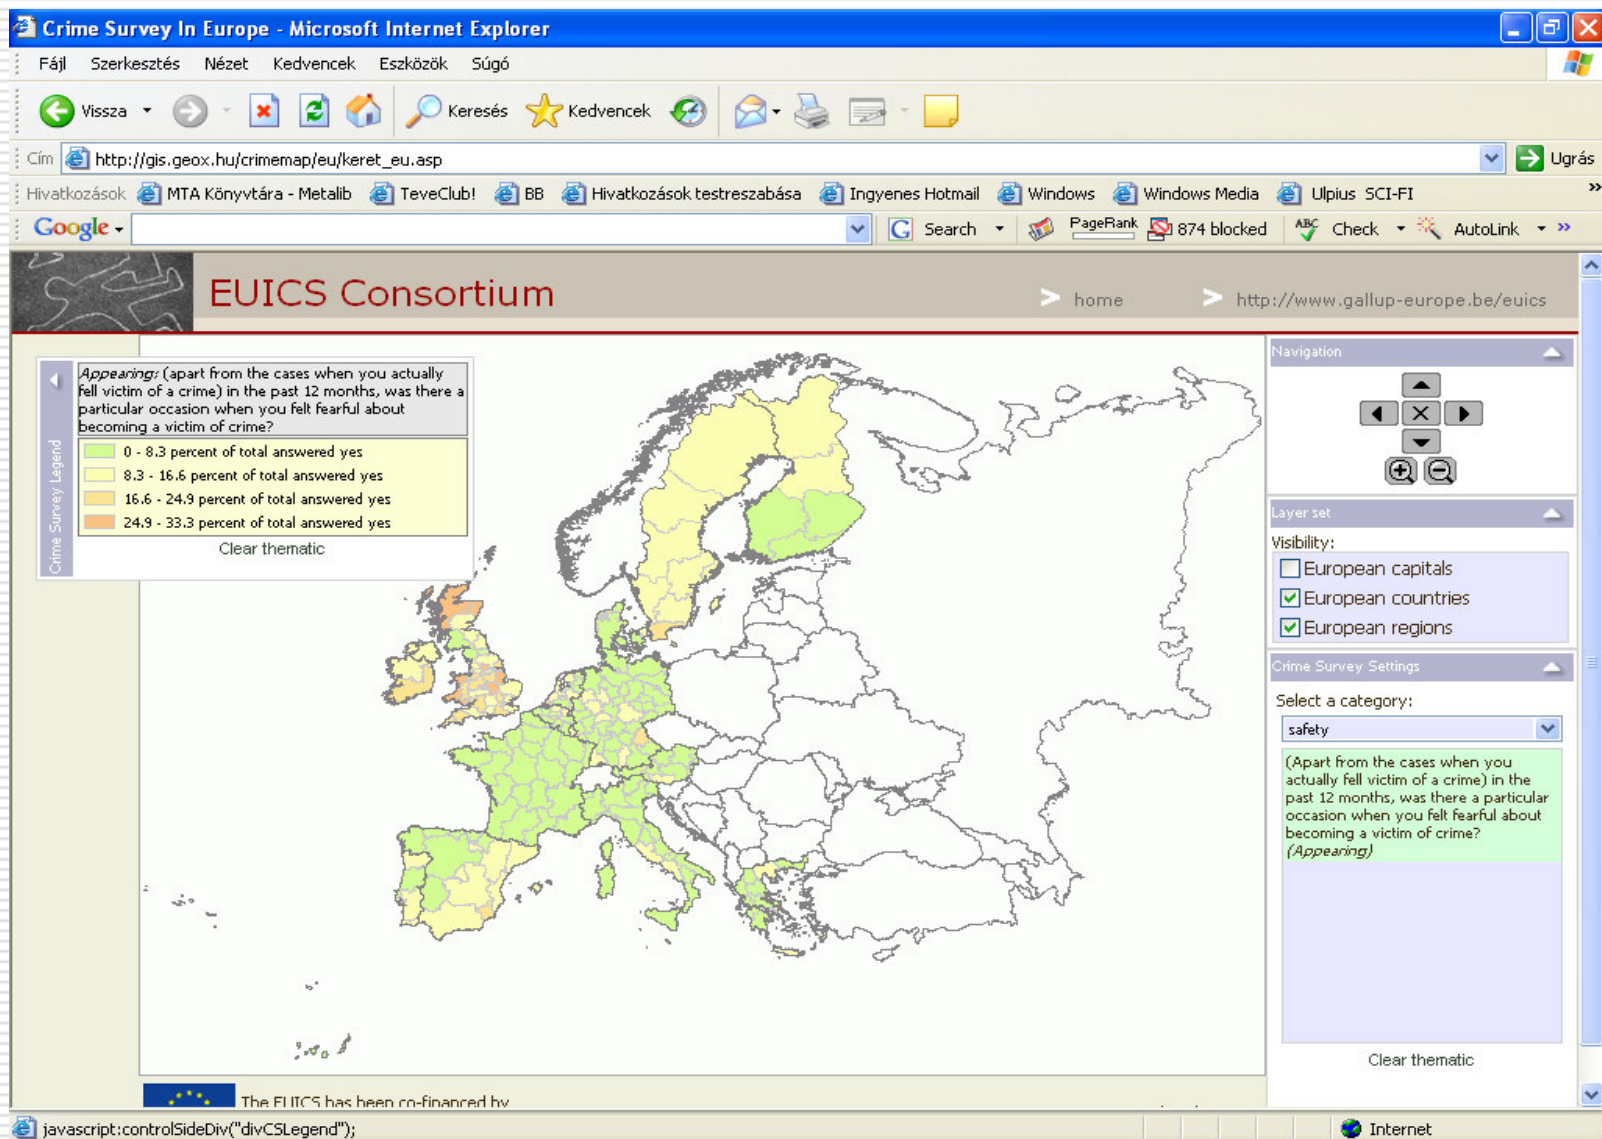 Crime Survey In Europe - Microsoft Internet Explorer
Fájl Szerkesztés Nézet Kedvencek Eszközök Súgó
Vissza Keresés Kedvencek
Cím http://gis.geox.hu/crimemap/eu/keret_eu.asp Ugrás
Hivatkozások MTA Könyvtára - Metalib TeveClub! BB Hivatkozások testreszabása Ingyenes Hotmail Windows Windows Media Ulpius SCI-FI »
Google Search PageRank 874 blocked ABC Check AutoLink »
EUICS Consortium
> home > http://www.gallup-europe.be/euics
Crime Survey Legend
Appearing: (apart from the cases when you actually
fell victim of a crime) in the past 12 months, was there a
particular occasion when you felt fearful about
becoming a victim of crime?
0 - 8.3 percent of total answered yes
8.3 - 16.6 percent of total answered yes
16.6 - 24.9 percent of total answered yes
24.9 - 33.3 percent of total answered yes
Clear thematic
Navigation
Layer set
Visibility:
European capitals
European countries
European regions
Crime Survey Settings
Select a category:
safety
(Apart from the cases when you
actually fell victim of a crime) in the
past 12 months, was there a particular
occasion when you felt fearful about
becoming a victim of crime?
(Appearing)
Clear thematic
The EUICS has been co-financed by
javascript:controlSideDiv("divCSLegend"); Internet